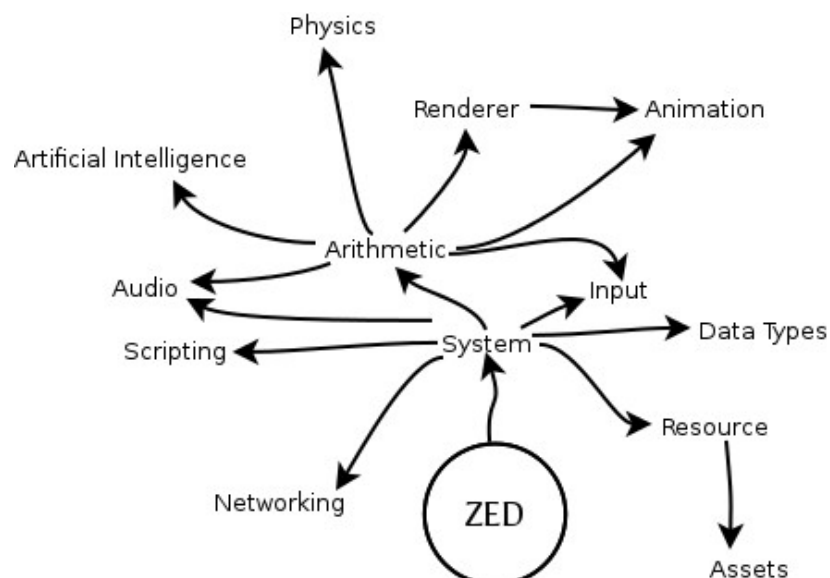 Physics
Renderer
Animation
Artificial Intelligence
Arithmetic
Audio
Input
Data Types
Scripting
System
Resource
Networking
ZED
Assets